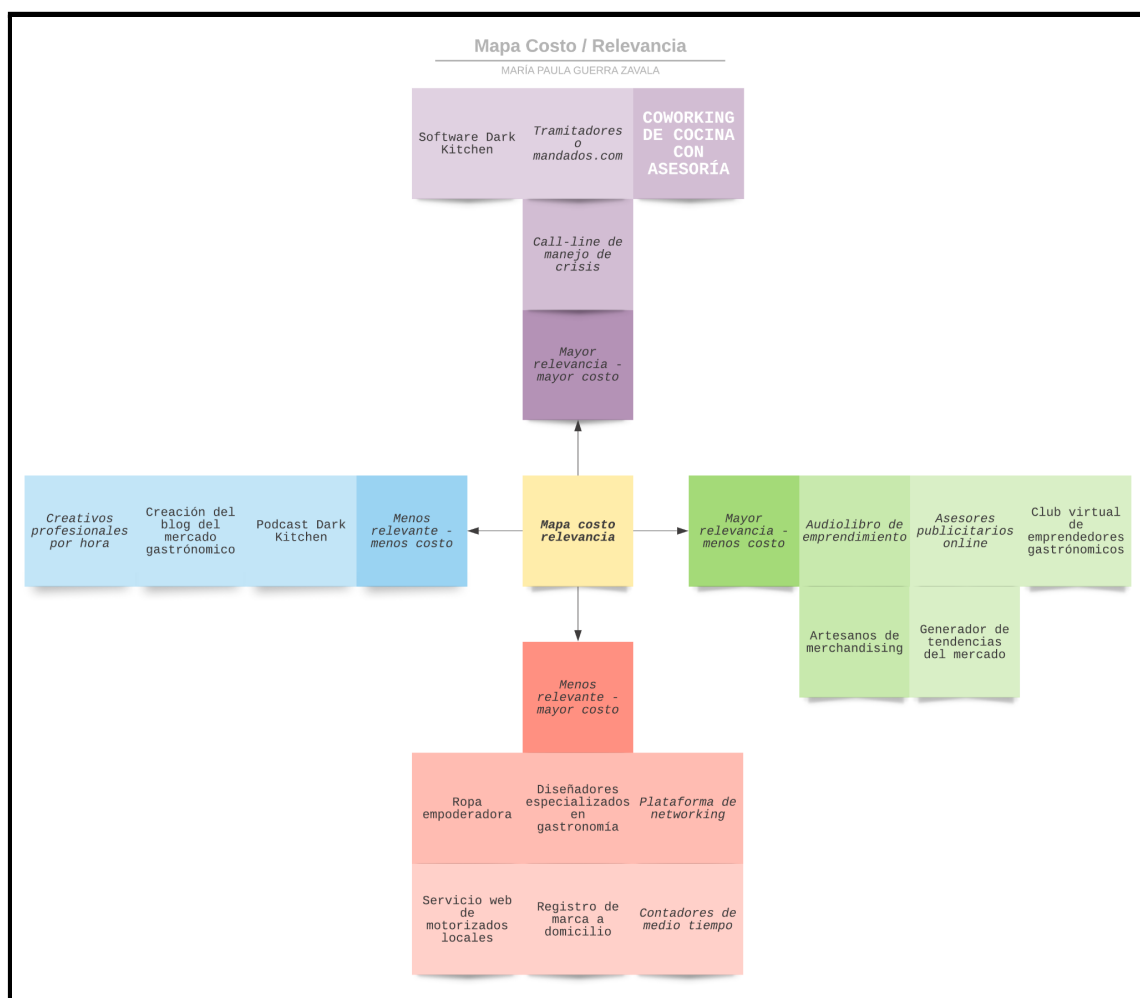 Mapa Costo / Relevancia
MARÍA PAULA GUERRA ZAVALA
Software Dark
Kitchen
Tramitadores
o
mandados.com
COWORKING
DE COCINA
CON
ASESORÍA
Call-line de
manejo de
crisis
Mayor
relevancia -
mayor costo
Creativos
profesionales
por hora
Creación del
blog del
mercado
gastrónomico
Podcast Dark
Kitchen
Menos
relevante -
menos costo
Mapa costo
relevancia
Mayor
relevancia -
menos costo
Audiolibro de
emprendimiento
Asesores
publicitarios
online
Club virtual
de
emprendedores
gastrónomicos
Artesanos de
merchandising
Generador de
tendencias
del mercado
Menos
relevante -
mayor costo
Ropa
empoderadora
Diseñadores
especializados
en
gastronomía
Plataforma de
networking
Servicio web
de
motorizados
locales
Registro de
marca a
domicilio
Contadores de
medio tiempo